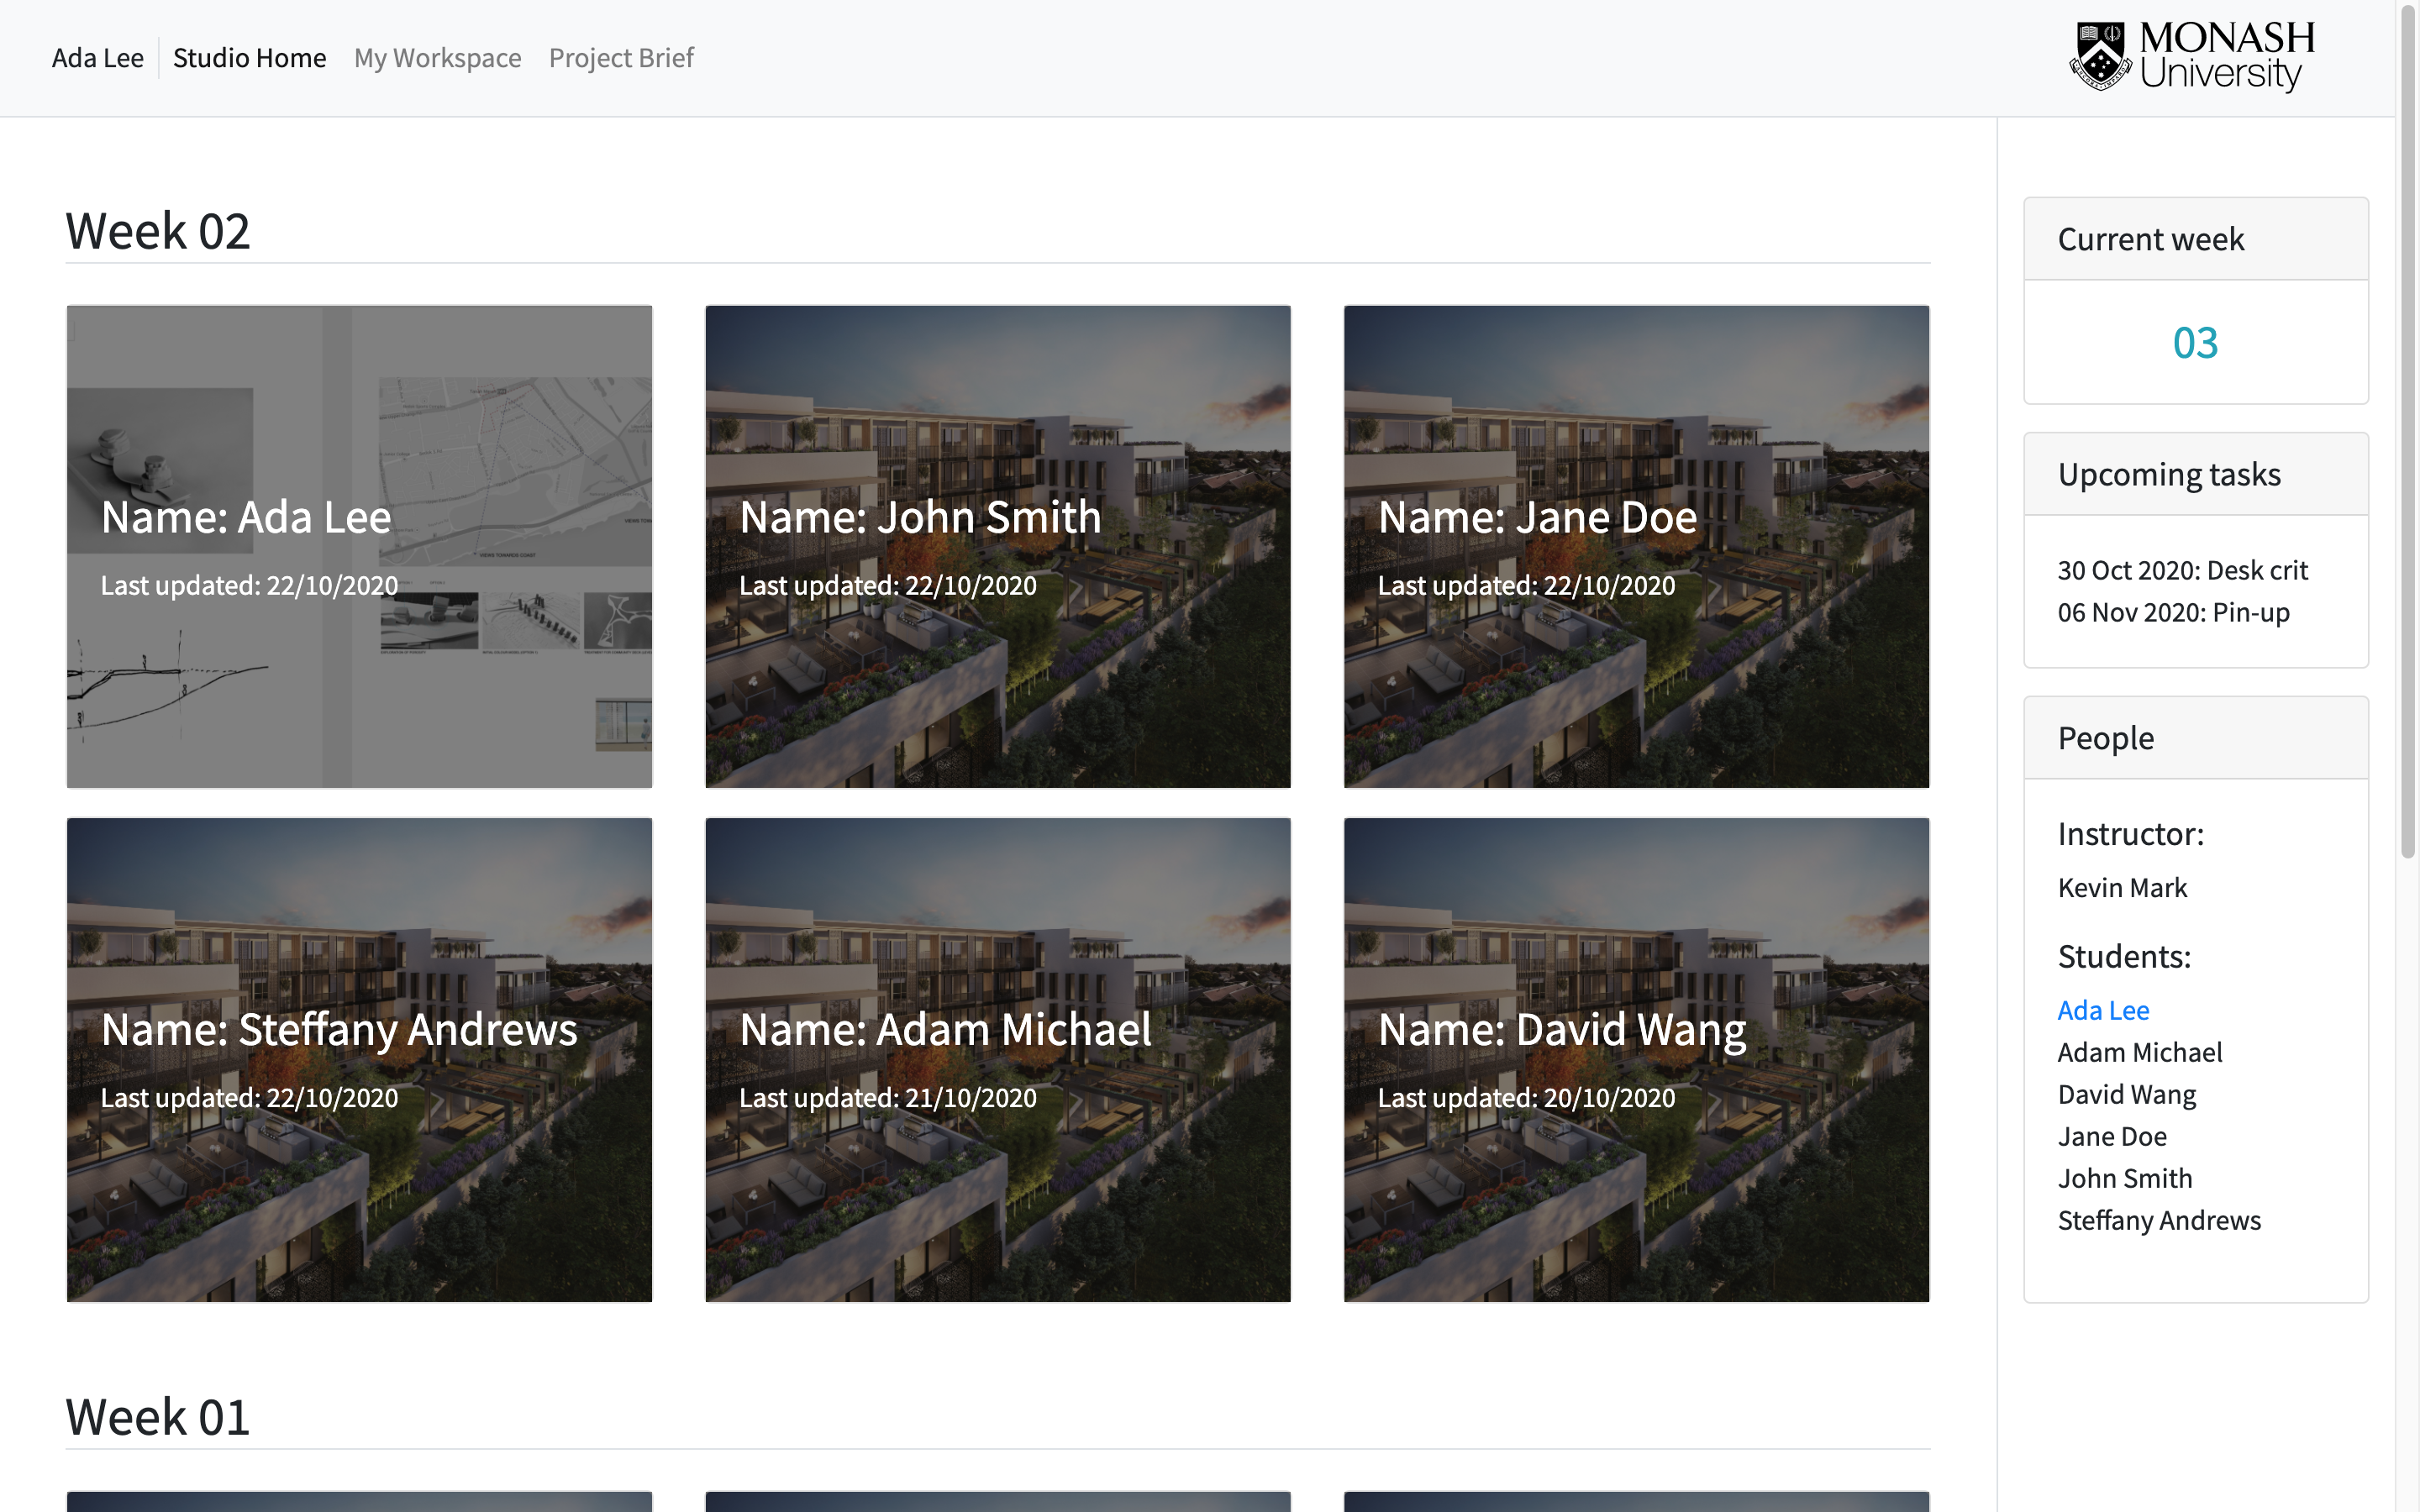 Ada Lee
Studio Home
My Workspace
Project Brief
MONASH
University
Week 02
Name: Ada Lee
Last updated: 22/10/2020
VIEWS TOWARDS COAST
Name: John Smith
Last updated: 22/10/2020
Name: Jane Doe
Last updated: 22/10/2020
Name: Steffany Andrews
Last updated: 22/10/2020
Name: Adam Michael
Last updated: 21/10/2020
Name: David Wang
Last updated: 20/10/2020
Week 01
Current week
03
Upcoming tasks
30 Oct 2020: Desk crit
06 Nov 2020: Pin-up
People
Instructor:
Kevin Mark
Students:
Ada Lee
Adam Michael
David Wang
Jane Doe
John Smith
Steffany Andrews